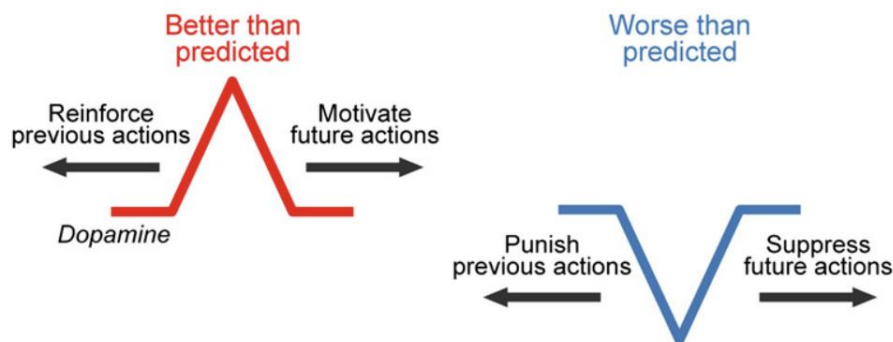 Better than
predicted
Reinforce
previous actions
Motivate
future actions
Dopamine
Worse than
predicted
Punish
previous actions
Suppress
future actions